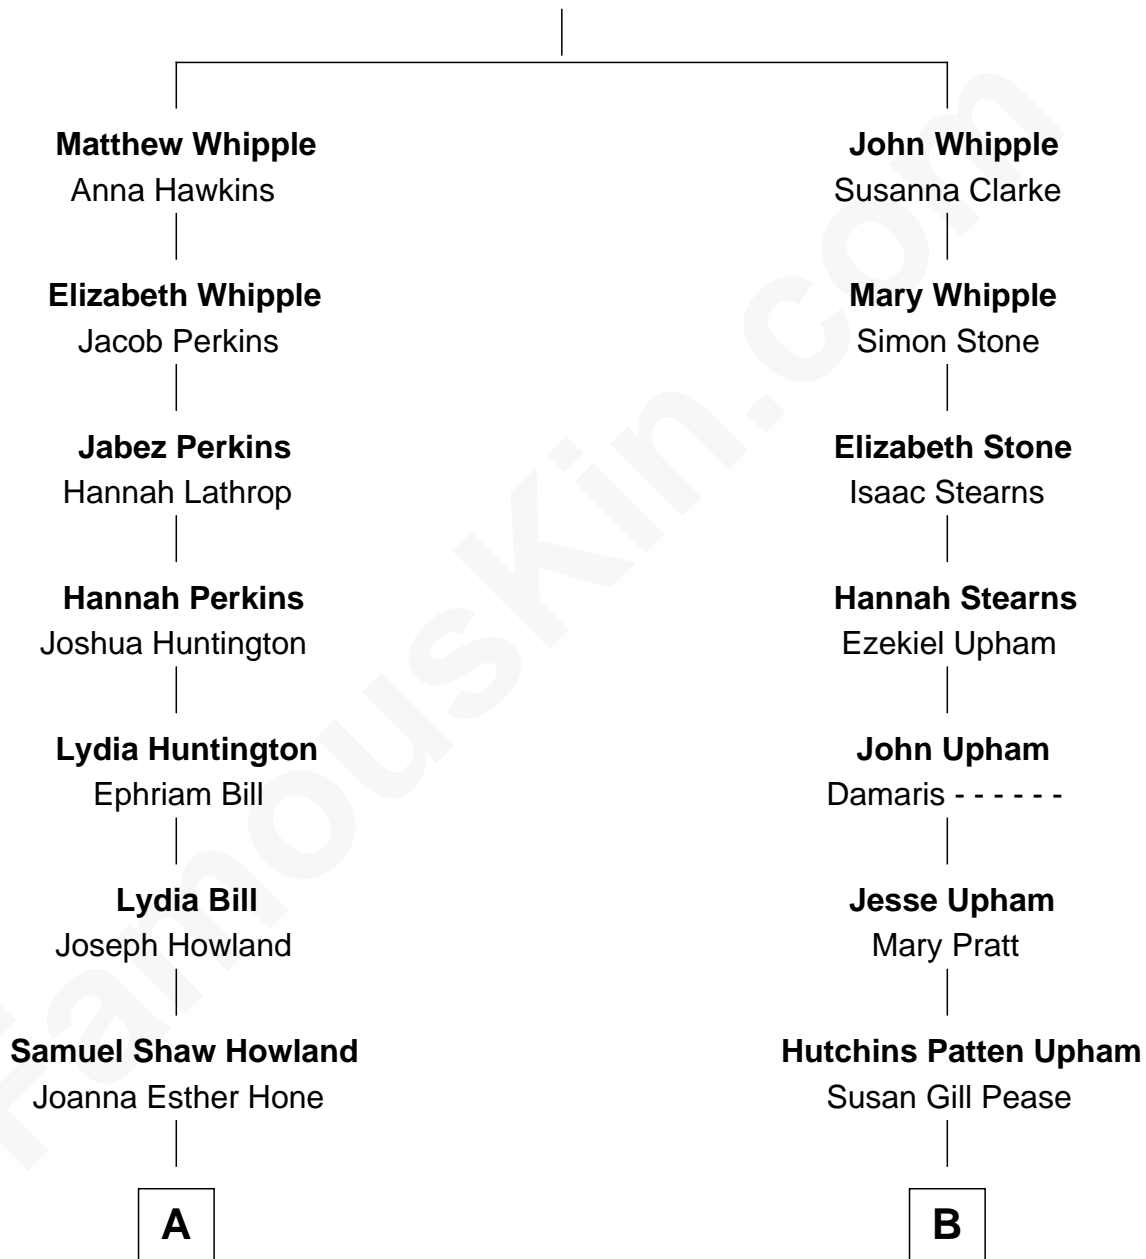 Matthew Whipple
Anna Hawkins
John Whipple
Susanna Clarke
Elizabeth Whipple
Jacob Perkins
Mary Whipple
Simon Stone
Jabez Perkins
Hannah Lathrop
Elizabeth Stone
Isaac Stearns
Hannah Perkins
Joshua Huntington
Hannah Stearns
Ezekiel Upham
Lydia Huntington
Ephriam Bill
John Upham
Damaris - - - - - -
Lydia Bill
Joseph Howland
Jesse Upham
Mary Pratt
Samuel Shaw Howland
Joanna Esther Hone
Hutchins Patten Upham
Susan Gill Pease
A
B
FamousKin.com